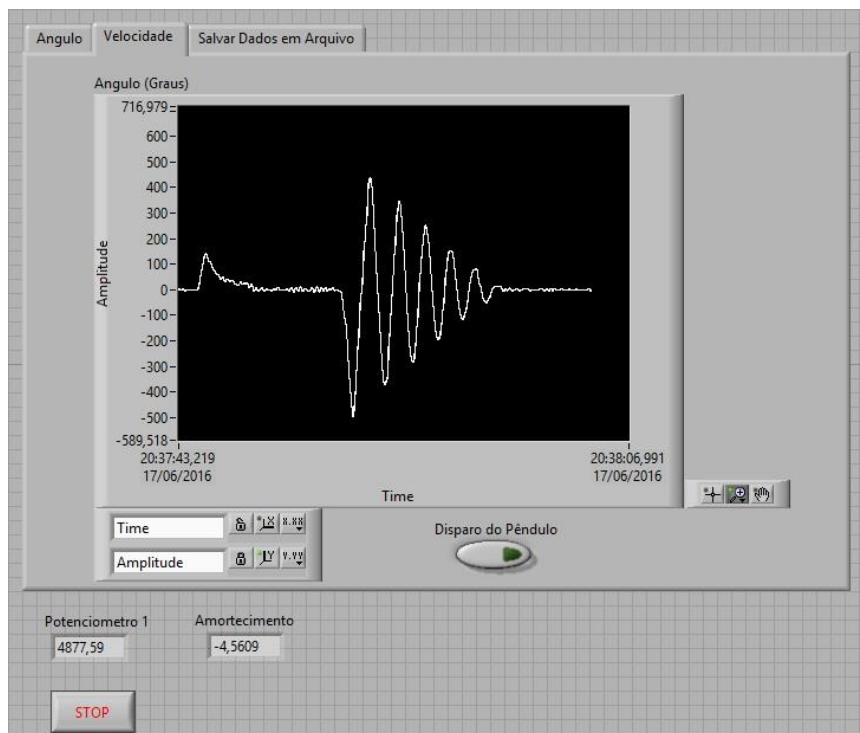 Angulo
Velocidade
Salvar Dados em Arquivo
Angulo (Graus)
716,979
600
500
400
300
200
100
0
-100
-200
-300
-400
-500
-589,518
Amplitude
20:37:43,219
17/06/2016
20:38:06,991
17/06/2016
Time
Time
X.XX
Amplitude
Y.YY
Disparo do Pêndulo
Potenciometro 1
4877,59
Amortecimento
-4,5609
STOP